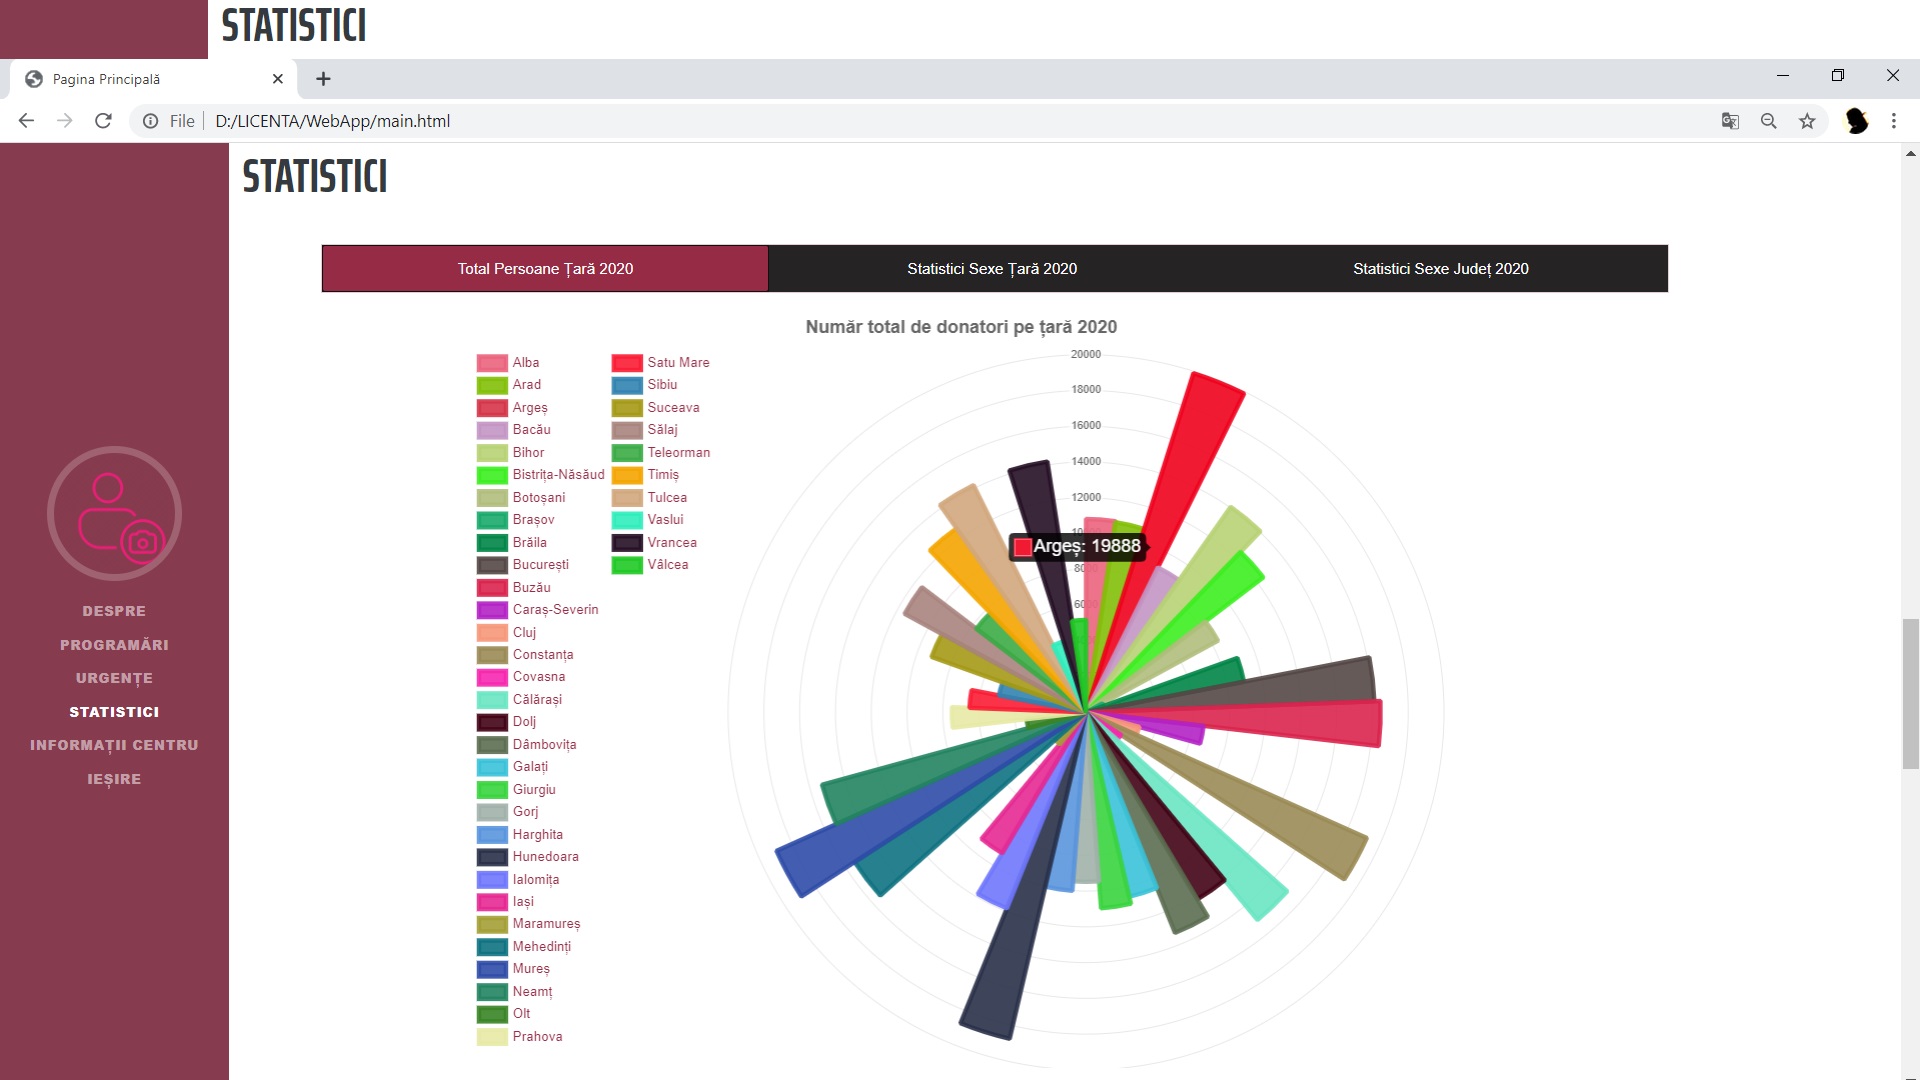 STATISTICI
Pagina Principală
File
D:/LICENTA/WebApp/main.html
STATISTICI
Total Persoane Țară 2020
Statistici Sexe Țară 2020
Statistici Sexe Județ 2020
Număr total de donatori pe țară 2020
Alba
Arad
Argeș
Bacău
Bihor
Bistrița-Năsăud
Botoșani
Brașov
Brăila
București
Buzău
Caraș-Severin
Cluj
Constanța
Covasna
Călărași
Dolj
Dâmbovița
Galați
Giurgiu
Gorj
Harghita
Hunedoara
Ialomița
Iași
Maramureș
Mehedinți
Mureș
Neamț
Olt
Prahova
Satu Mare
Sibiu
Suceava
Sălaj
Teleorman
Timiș
Tulcea
Vaslui
Vrancea
Vâlcea
20000
18000
16000
14000
12000
Argeș: 19888
6000
DESPRE
PROGRAMĂRI
URGENȚE
STATISTICI
INFORMAȚII CENTRU
IEȘIRE